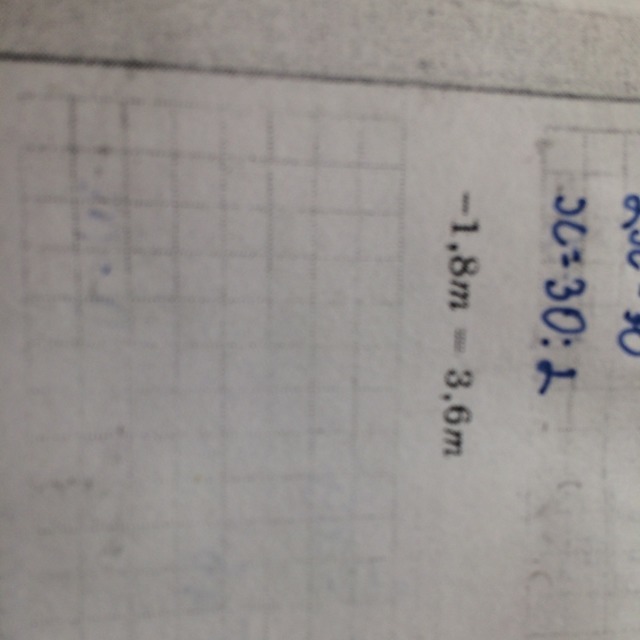 x = 30 : 2
-1,8m - 3,6m